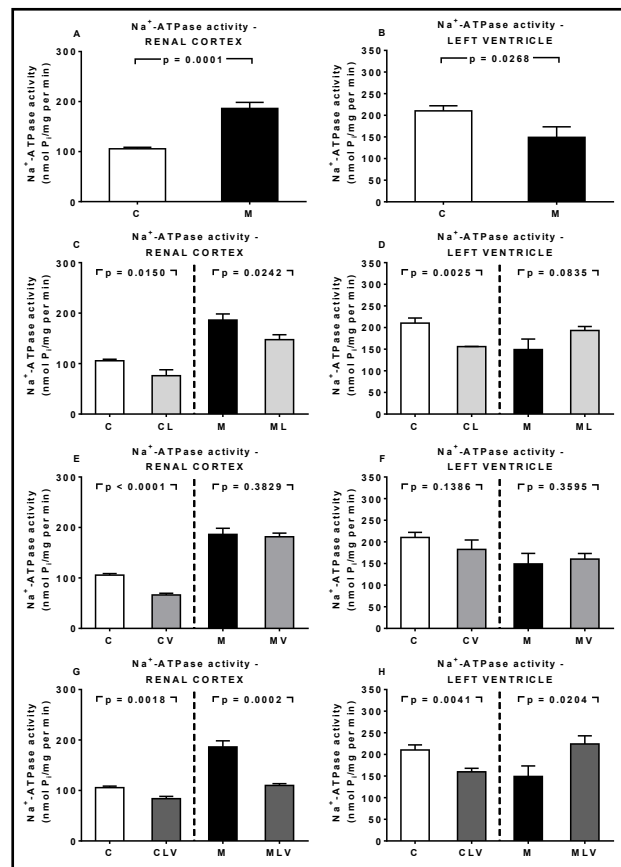 A
Na+-ATPase activity -
RENAL CORTEX
p = 0.0001
Na+-ATPase activity
(nmol Pi/mg per min)
300
200
100
0
C M
B
Na+-ATPase activity -
LEFT VENTRICLE
p = 0.0268
Na+-ATPase activity
(nmol Pi/mg per min)
350
300
250
200
150
100
50
0
C M
C
Na+-ATPase activity -
RENAL CORTEX
p = 0.0150 p = 0.0242
Na+-ATPase activity
(nmol Pi/mg per min)
300
200
100
0
C CL M ML
D
Na+-ATPase activity -
LEFT VENTRICLE
p = 0.0025 p = 0.0835
Na+-ATPase activity
(nmol Pi/mg per min)
350
300
250
200
150
100
50
0
C CL M ML
E
Na+-ATPase activity -
RENAL CORTEX
p < 0.0001 p = 0.3829
Na+-ATPase activity
(nmol Pi/mg per min)
300
200
100
0
C CV M MV
F
Na+-ATPase activity -
LEFT VENTRICLE
p = 0.1386 p = 0.3595
Na+-ATPase activity
(nmol Pi/mg per min)
350
300
250
200
150
100
50
0
C CV M MV
G
Na+-ATPase activity -
RENAL CORTEX
p = 0.0018 p = 0.0002
Na+-ATPase activity
(nmol Pi/mg per min)
300
200
100
0
C CLV M MLV
H
Na+-ATPase activity -
LEFT VENTRICLE
p = 0.0041 p = 0.0204
Na+-ATPase activity
(nmol Pi/mg per min)
350
300
250
200
150
100
50
0
C CLV M MLV